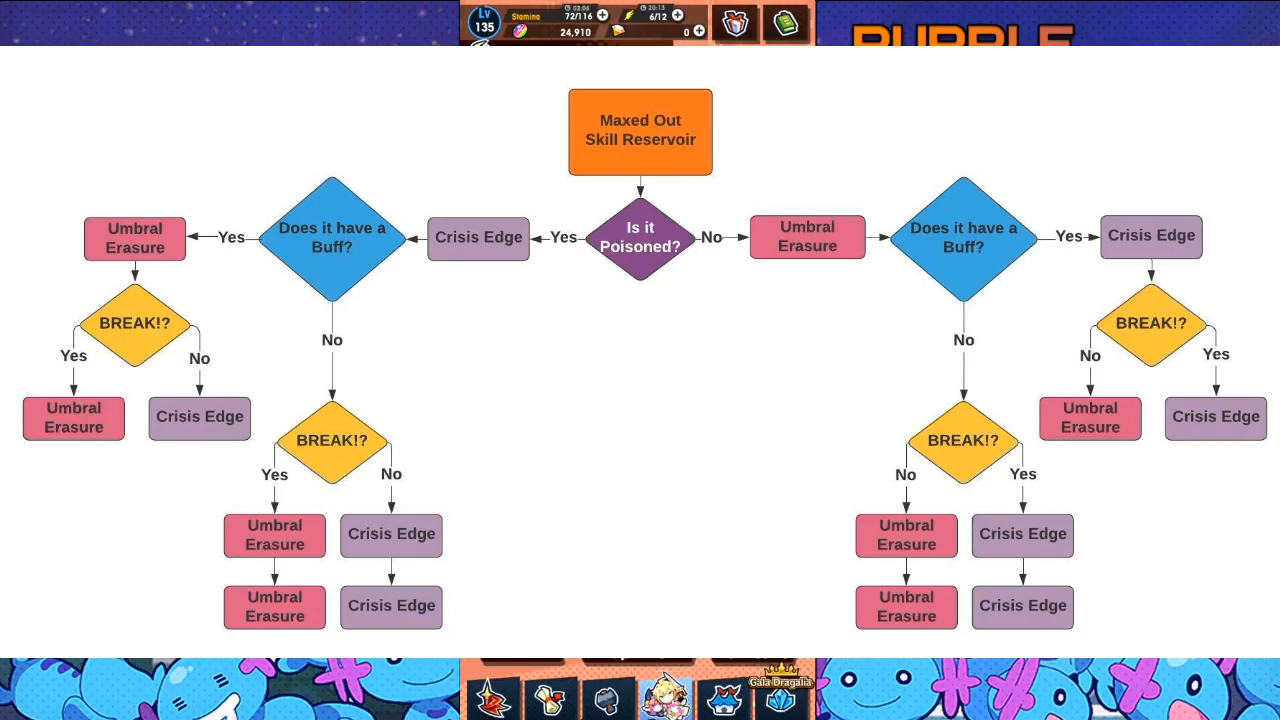 Lv
135
Stamina
02:06
72/116
20:13
6/12
24,910
0
Maxed Out
Skill Reservoir
Is it
Poisoned?
Yes
No
Crisis Edge
Does it have a
Buff?
Yes
Umbral
Erasure
BREAK!?
Yes
No
Umbral
Erasure
Crisis Edge
No
BREAK!?
Yes
No
Umbral
Erasure
Crisis Edge
Umbral
Erasure
Crisis Edge
Umbral
Erasure
Does it have a
Buff?
Yes
Crisis Edge
BREAK!?
No
Yes
Umbral
Erasure
Crisis Edge
No
BREAK!?
No
Yes
Umbral
Erasure
Crisis Edge
Umbral
Erasure
Crisis Edge
Gala Dragalia